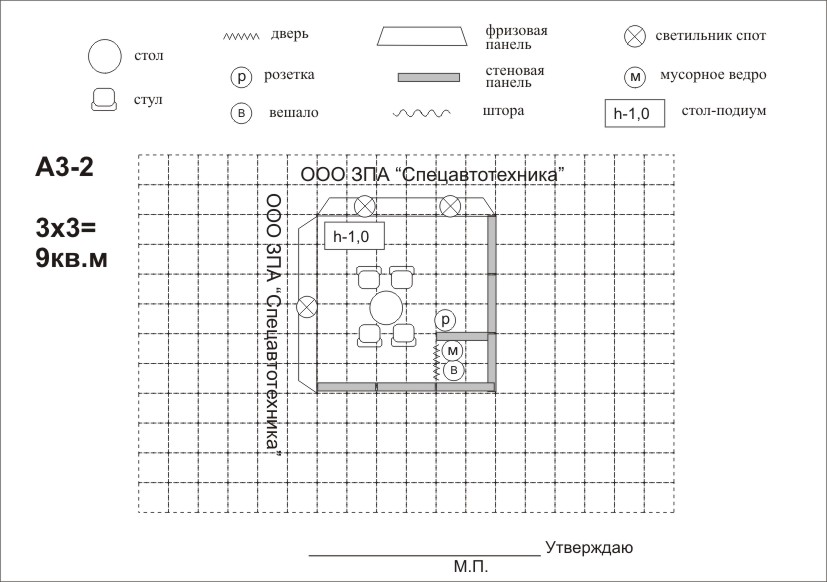 стол
стул
дверь
розетка
р
вешало
в
фризовая
панель
стеновая
панель
штора
светильник спот
мусорное ведро
м
стол-подиум
h-1,0
А3-2
3х3=
9кв.м
ООО ЗПА “Спецавтотехника”
ООО ЗПА “Спецавтотехника”
h-1,0
р
м
в
Утверждаю
М.П.